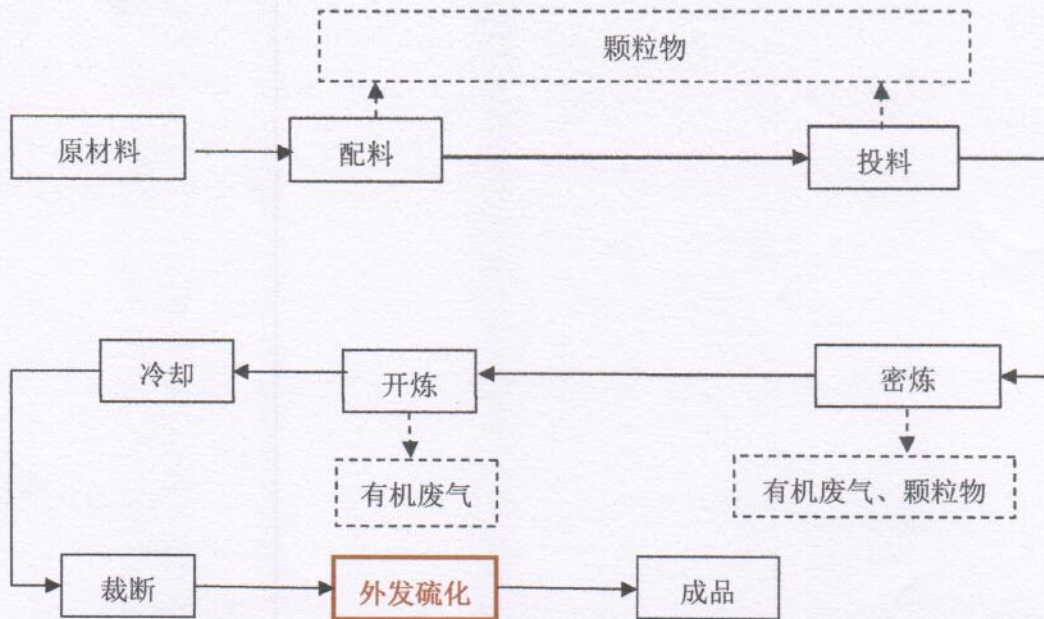 颗粒物
原材料
配料
投料
冷却
开炼
密炼
有机废气
有机废气、颗粒物
裁断
外发硫化
成品